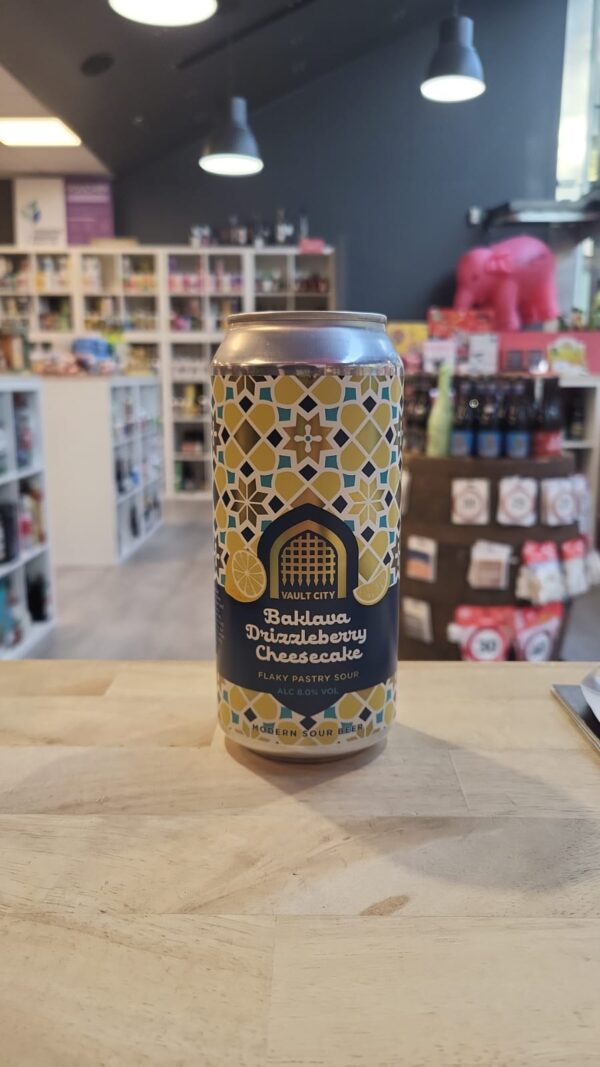 VAULT CITY
Baklava
Drizzleberry
Cheesecake
FLAKY PASTRY SOUR
ALC 8.0% VOL
MODERN SOUR BEER